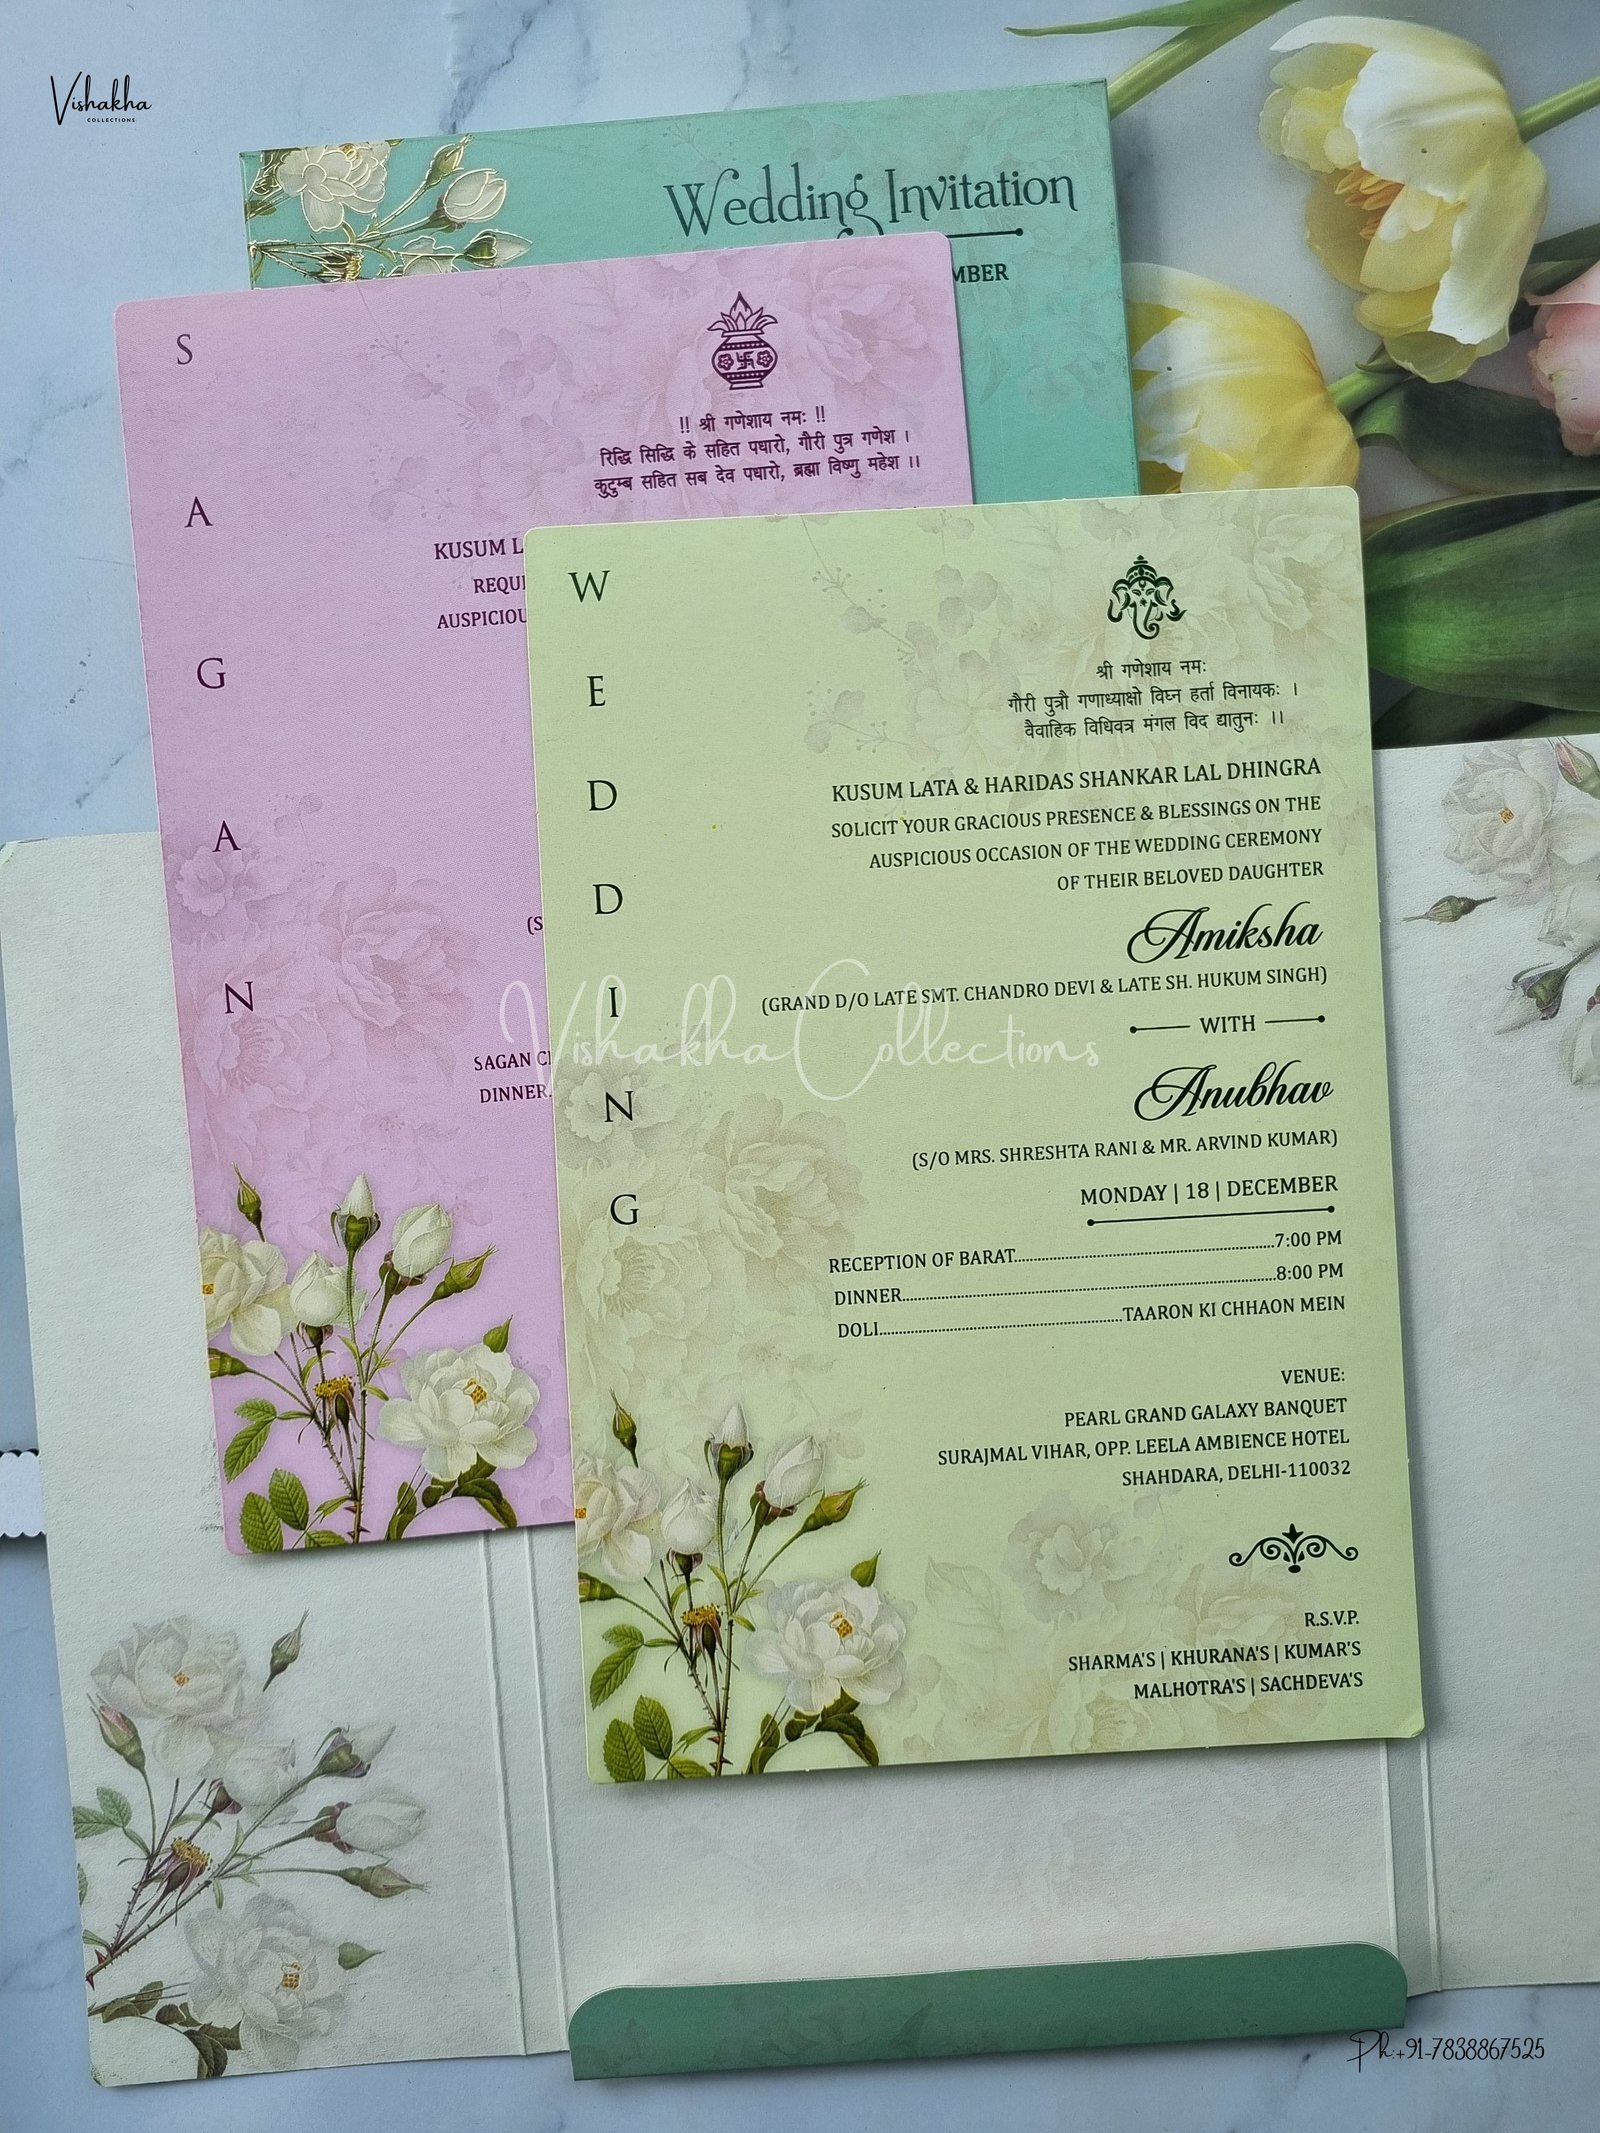 Vishakha
COLLECTIONS
Wedding Invitation
S
A
G
A
N
!! श्री गणेशाय नमः !!
रिद्धि सिद्धि के सहित पधारो, गौरी पुत्र गणेश ।
कुटुम्ब सहित सब देव पधारो, ब्रह्मा विष्णु महेश ।।
KUSUM
SAGAN
DINNER.
W
E
D
D
I
N
G
श्री गणेशाय नमः
गौरी पुत्रौ गणाध्याक्षो विघ्न हर्ता विनायकः ।
वैवाहिक विधिवत्र मंगल विद द्यातुनः ।।
KUSUM LATA & HARIDAS SHANKAR LAL DHINGRA
SOLICIT YOUR GRACIOUS PRESENCE & BLESSINGS ON THE
AUSPICIOUS OCCASION OF THE WEDDING CEREMONY
OF THEIR BELOVED DAUGHTER
Amiksha
(GRAND D/O LATE SMT. CHANDRO DEVI & LATE SH. HUKUM SINGH)
WITH
Vishakha Collections
Anubhav
(S/O MRS. SHRESHTA RANI & MR. ARVIND KUMAR)
MONDAY | 18 | DECEMBER
RECEPTION OF BARAT....7:00 PM
DINNER....8:00 PM
DOLI....TAARON KI CHHAON MEIN
VENUE:
PEARL GRAND GALAXY BANQUET
SURAJMAL VIHAR, OPP. LEELA AMBIENCE HOTEL
SHAHDARA, DELHI-110032
R.S.V.P.
SHARMA'S | KHURANA'S | KUMAR'S
MALHOTRA'S | SACHDEVA'S
Ph:+91-7838867525